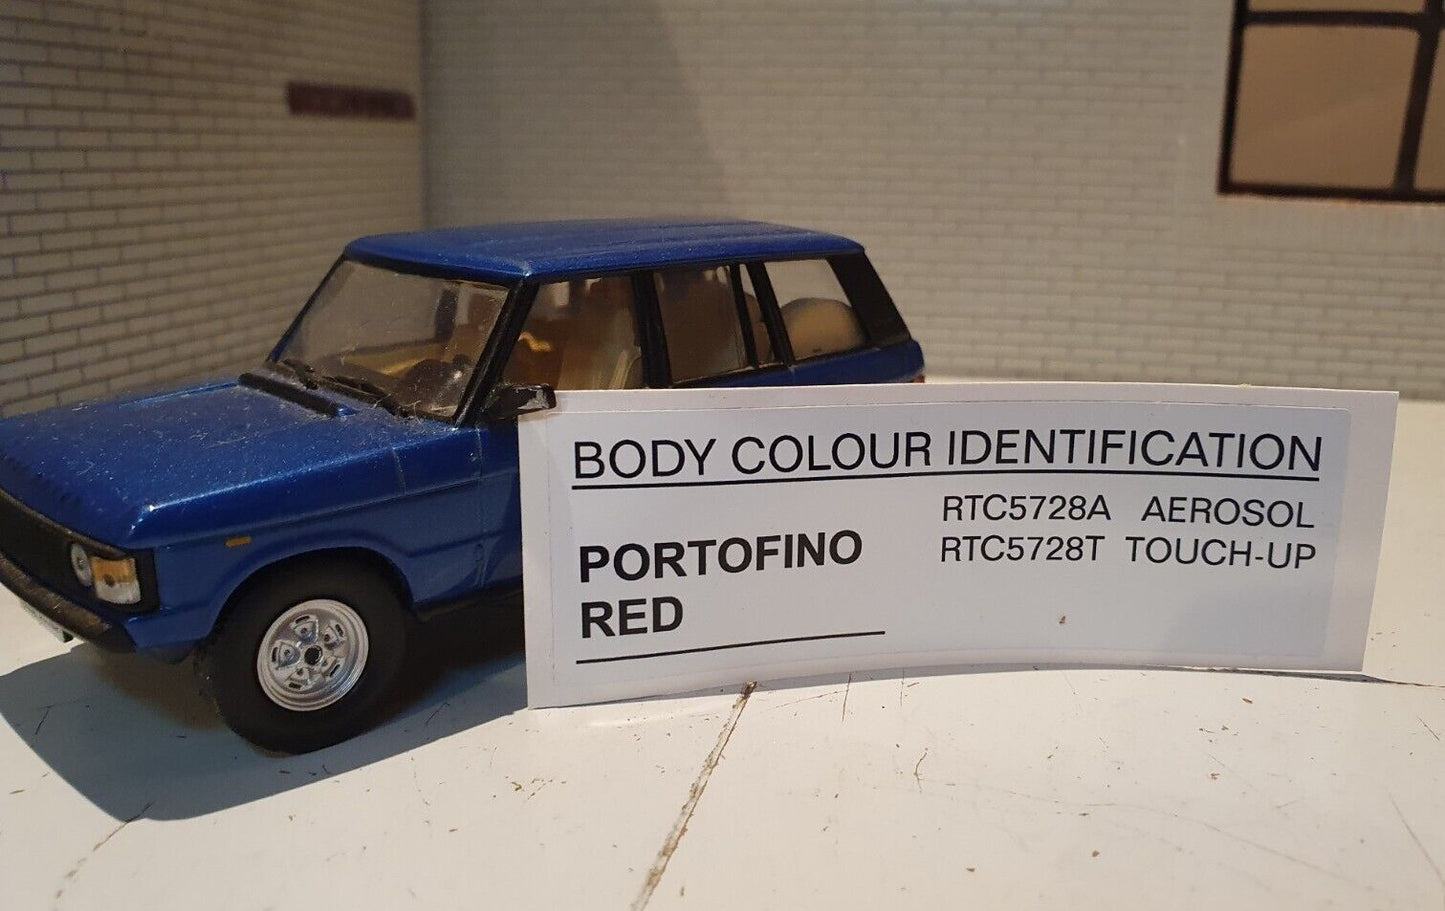 BODY COLOUR IDENTIFICATION
RTC5728A AEROSOL
RTC5728T TOUCH-UP
PORTOFINO
RED